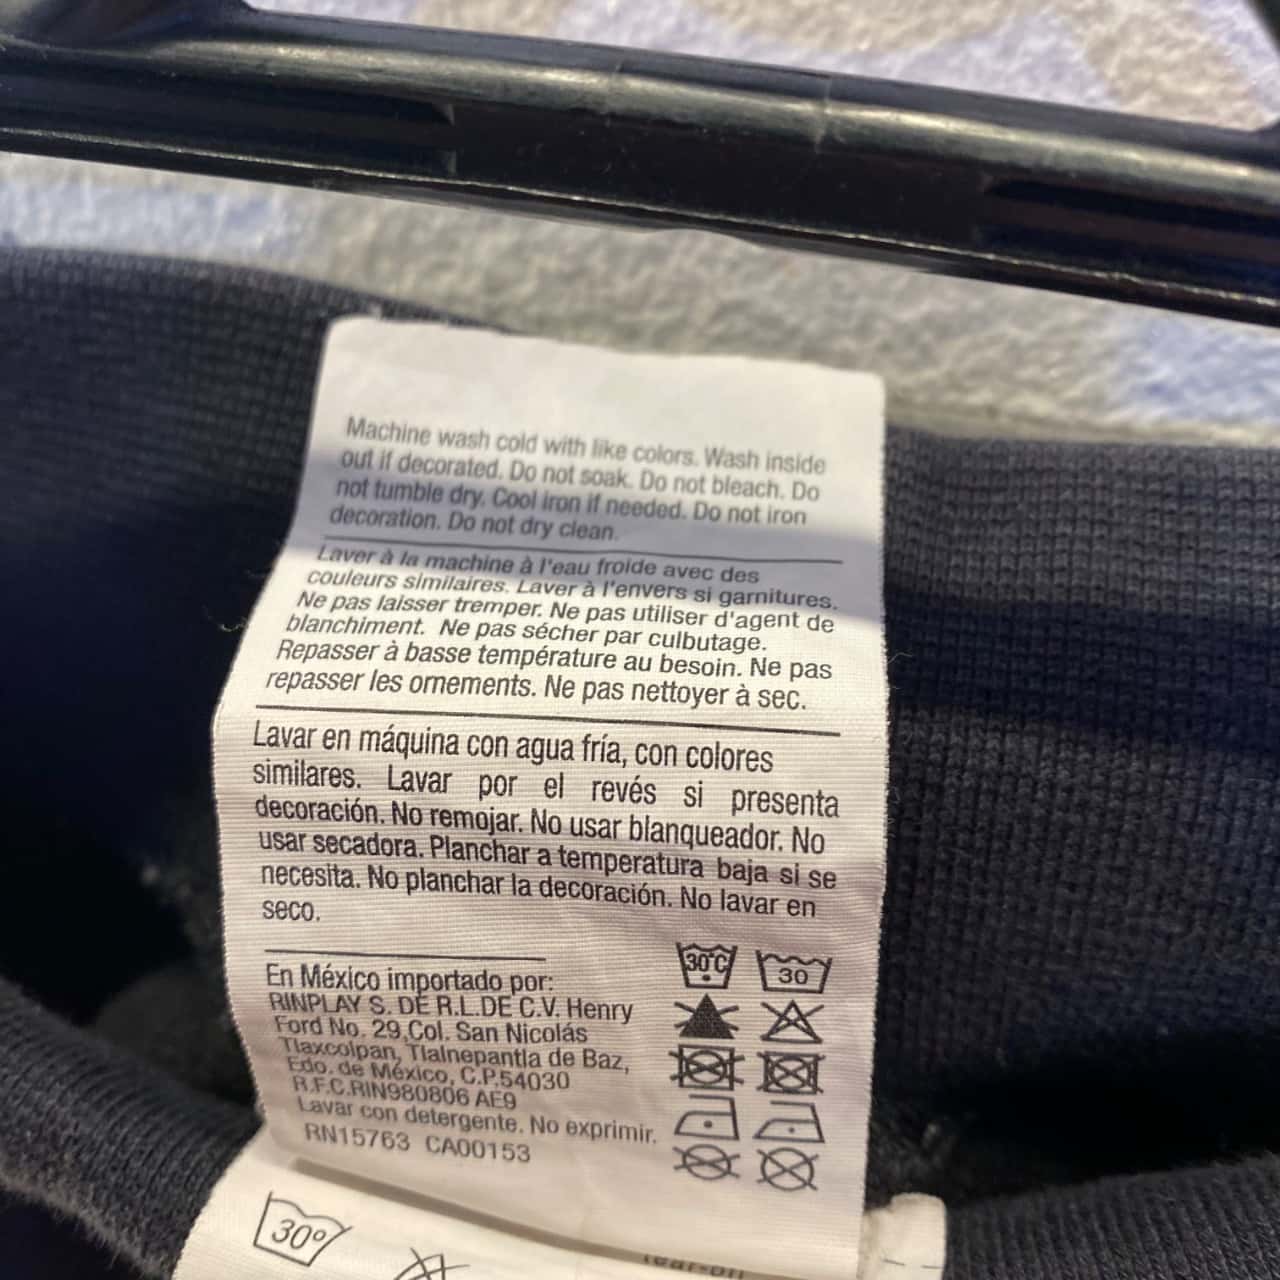 Machine wash cold with like colors. Wash inside
out if decorated. Do not soak. Do not bleach. Do
not tumble dry. Cool iron if needed. Do not iron
decoration. Do not dry clean.
Laver à la machine à l'eau froide avec des
couleurs similaires. Laver à l'envers si garnitures.
Ne pas laisser tremper. Ne pas utiliser d'agent de
blanchiment. Ne pas sécher par culbutage.
Repasser à basse température au besoin. Ne pas
repasser les ornements. Ne pas nettoyer à sec.
Lavar en máquina con agua fría, con colores
similares. Lavar por el revés si presenta
decoración. No remojar. No usar blanqueador. No
usar secadora. Planchar a temperatura baja si se
necesita. No planchar la decoración. No lavar en
seco.
En México importado por:
RINPLAY S. DE R.L.DE C.V. Henry
Ford No. 29,Col. San Nicolás
Tlaxcolpan, Tlalnepantla de Baz,
Edo. de México, C.P.54030
R.F.C.RIN980806 AE9
Lavar con detergente. No exprimir.
RN15763 CA00153
30°C 30
30°